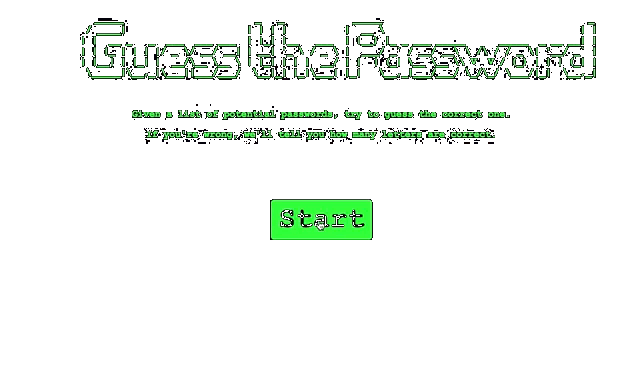 Guess the Password
Given a list of potential passwords, try to guess the correct one.
If you're wrong, we'll tell you how many letters are correct.
Start